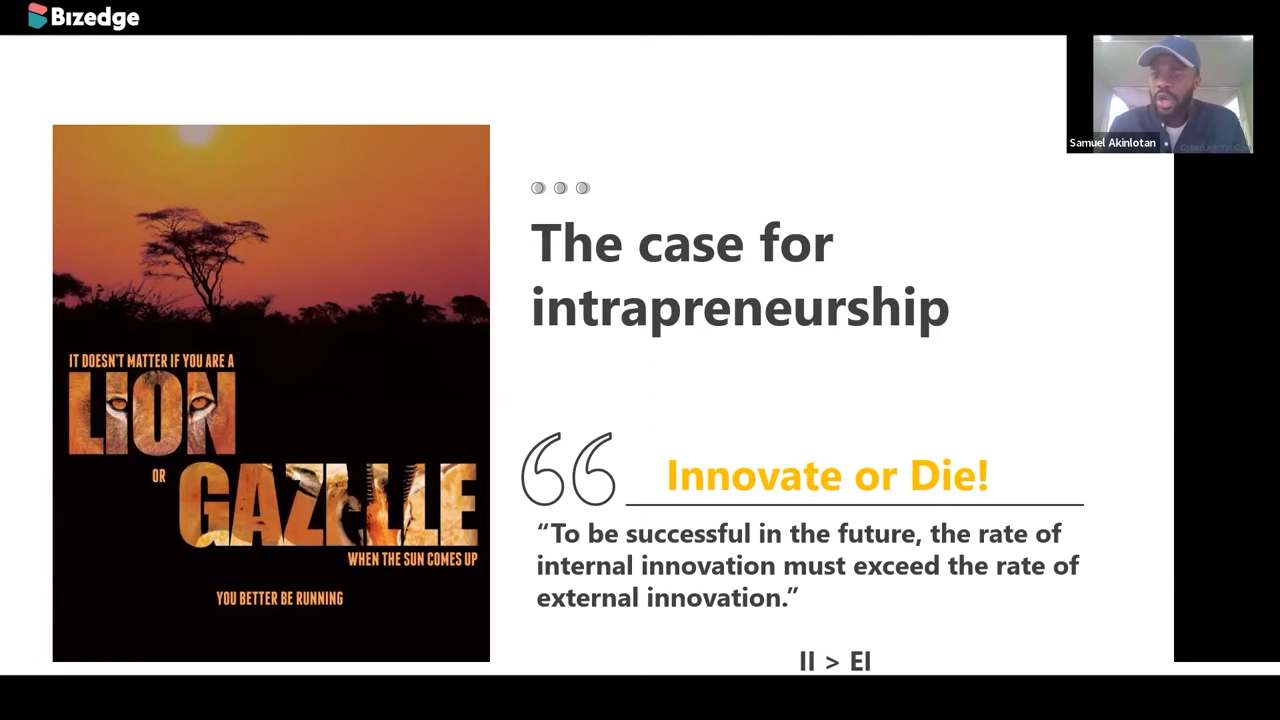 Bizedge
Samuel Akinlotan
The case for
intrapreneurship
IT DOESN'T MATTER IF YOU ARE A
LION
OR
GAZELLE
WHEN THE SUN COMES UP
YOU BETTER BE RUNNING
Innovate or Die!
“To be successful in the future, the rate of
internal innovation must exceed the rate of
external innovation.”
II > EI